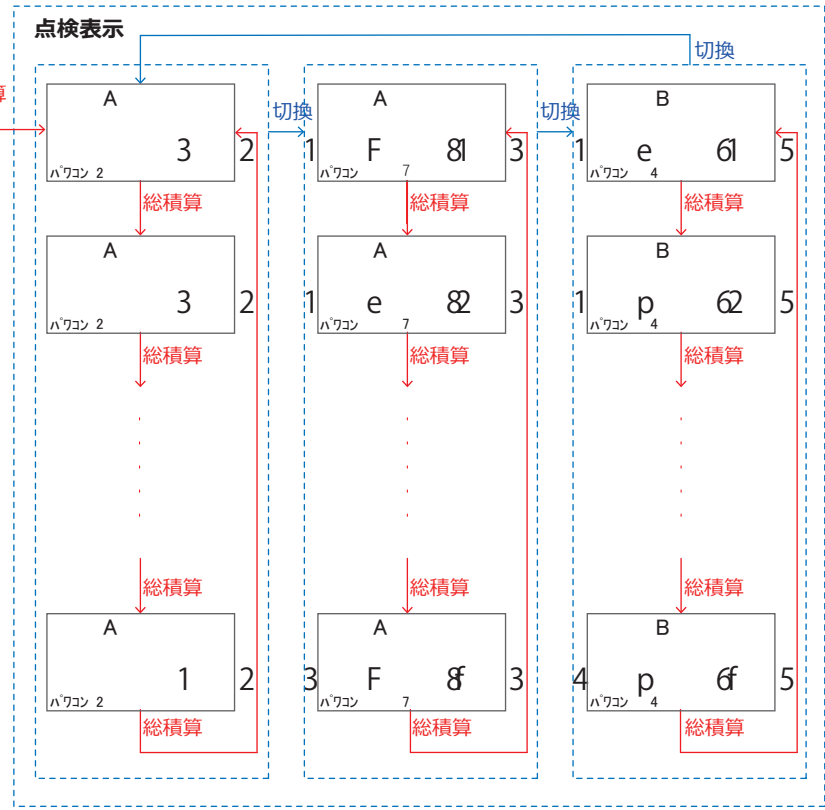 点検表示
切換
算
A
3 2
パワコン 2
切換
A
1 F 81 3
パワコン 7
切換
B
1 e 61 5
パワコン 4
総積算
総積算
総積算
A
3 2
パワコン 2
A
1 e 82 3
パワコン 7
B
1 p 62 5
パワコン 4
総積算
総積算
総積算
総積算
総積算
総積算
A
1 2
パワコン 2
A
3 F 8f 3
パワコン 7
B
4 p 6f 5
パワコン 4
総積算
総積算
総積算